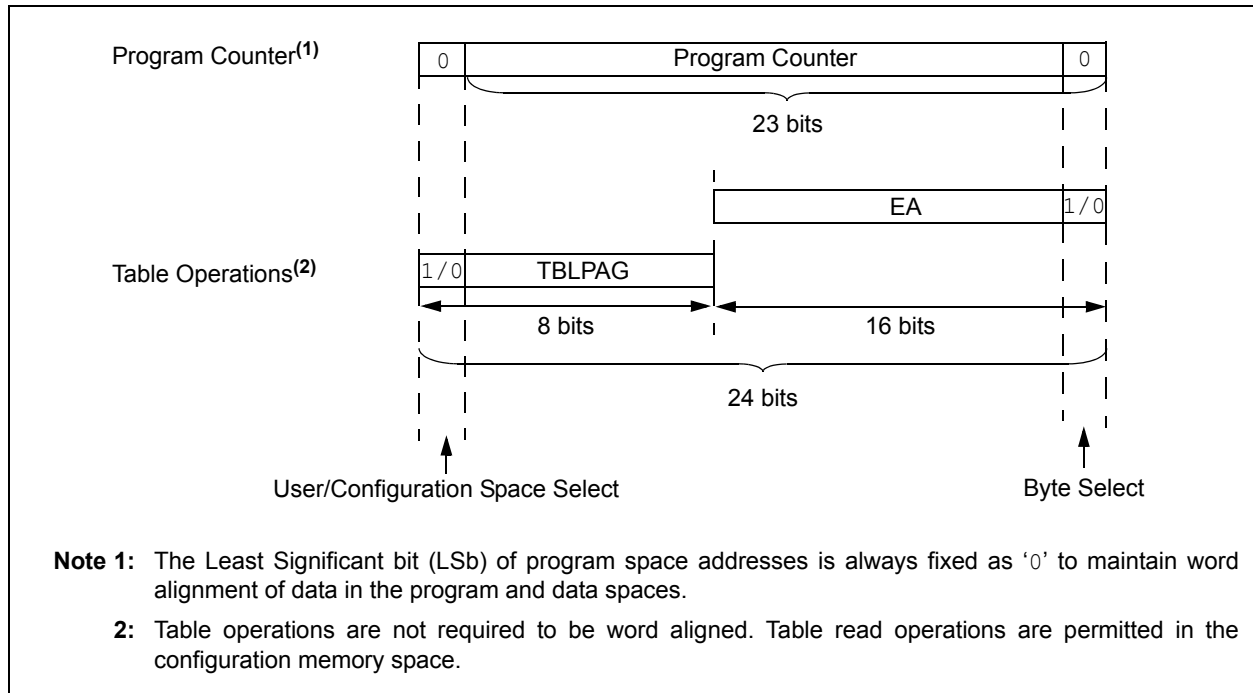 Program Counter(1)
0 Program Counter 0
23 bits
EA 1/0
Table Operations(2) 1/0 TBLPAG
8 bits 16 bits
24 bits
User/Configuration Space Select Byte Select
Note 1: The Least Significant bit (LSb) of program space addresses is always fixed as ‘0’ to maintain word
alignment of data in the program and data spaces.
2: Table operations are not required to be word aligned. Table read operations are permitted in the
configuration memory space.